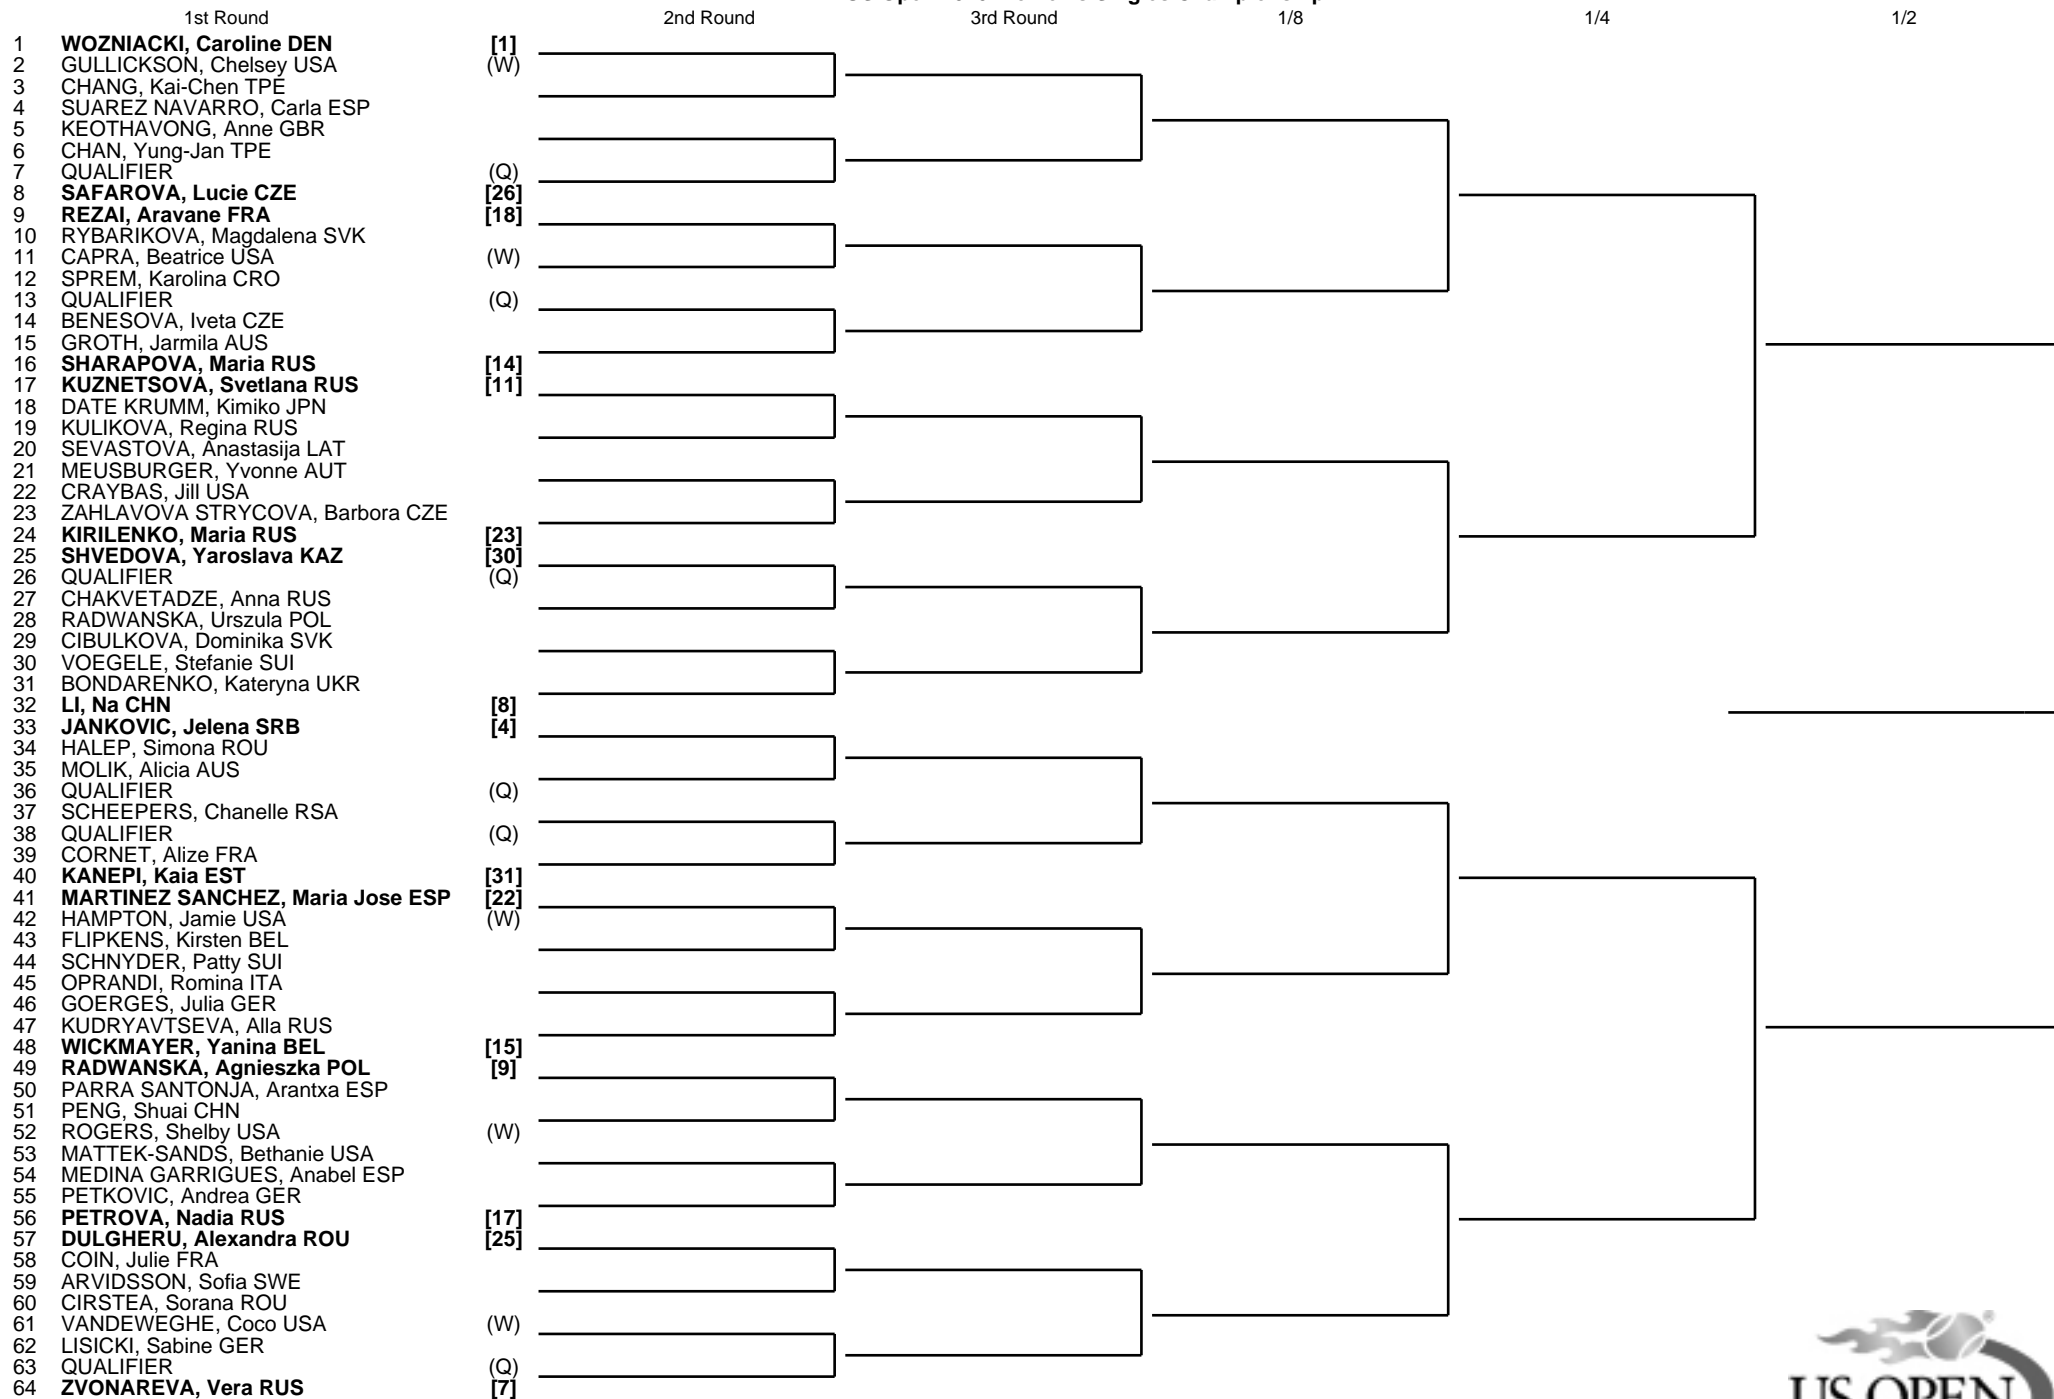 1st Round 2nd Round 3rd Round 1/8 1/4 1/2
1 WOZNIACKI, Caroline DEN [1]
2 GULLICKSON, Chelsey USA (W)
3 CHANG, Kai-Chen TPE
4 SUAREZ NAVARRO, Carla ESP
5 KEOTHAVONG, Anne GBR
6 CHAN, Yung-Jan TPE
7 QUALIFIER (Q)
8 SAFAROVA, Lucie CZE [26]
9 REZAI, Aravane FRA [18]
10 RYBARIKOVA, Magdalena SVK
11 CAPRA, Beatrice USA (W)
12 SPREM, Karolina CRO
13 QUALIFIER (Q)
14 BENESOVA, Iveta CZE
15 GROTH, Jarmila AUS
16 SHARAPOVA, Maria RUS [14]
17 KUZNETSOVA, Svetlana RUS [11]
18 DATE KRUMM, Kimiko JPN
19 KULIKOVA, Regina RUS
20 SEVASTOVA, Anastasija LAT
21 MEUSBURGER, Yvonne AUT
22 CRAYBAS, Jill USA
23 ZAHLAVOVA STRYCOVA, Barbora CZE
24 KIRILENKO, Maria RUS [23]
25 SHVEDOVA, Yaroslava KAZ [30]
26 QUALIFIER (Q)
27 CHAKVETADZE, Anna RUS
28 RADWANSKA, Urszula POL
29 CIBULKOVA, Dominika SVK
30 VOEGELE, Stefanie SUI
31 BONDARENKO, Kateryna UKR
32 LI, Na CHN [8]
33 JANKOVIC, Jelena SRB [4]
34 HALEP, Simona ROU
35 MOLIK, Alicia AUS
36 QUALIFIER (Q)
37 SCHEEPERS, Chanelle RSA
38 QUALIFIER (Q)
39 CORNET, Alize FRA
40 KANEPI, Kaia EST [31]
41 MARTINEZ SANCHEZ, Maria Jose ESP [22]
42 HAMPTON, Jamie USA (W)
43 FLIPKENS, Kirsten BEL
44 SCHNYDER, Patty SUI
45 OPRANDI, Romina ITA
46 GOERGES, Julia GER
47 KUDRYAVTSEVA, Alla RUS
48 WICKMAYER, Yanina BEL [15]
49 RADWANSKA, Agnieszka POL [9]
50 PARRA SANTONJA, Arantxa ESP
51 PENG, Shuai CHN
52 ROGERS, Shelby USA (W)
53 MATTEK-SANDS, Bethanie USA
54 MEDINA GARRIGUES, Anabel ESP
55 PETKOVIC, Andrea GER
56 PETROVA, Nadia RUS [17]
57 DULGHERU, Alexandra ROU [25]
58 COIN, Julie FRA
59 ARVIDSSON, Sofia SWE
60 CIRSTEA, Sorana ROU
61 VANDEWEGHE, Coco USA (W)
62 LISICKI, Sabine GER
63 QUALIFIER (Q)
64 ZVONAREVA, Vera RUS [7]
US OPEN